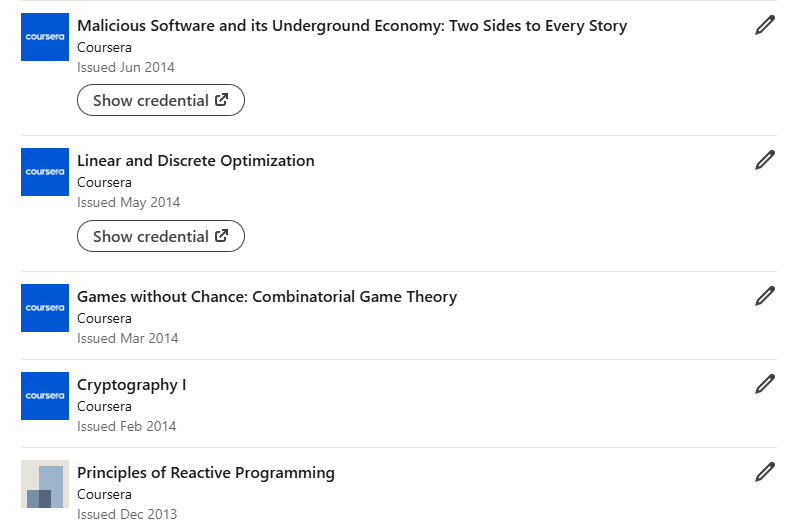 coursera
Malicious Software and its Underground Economy: Two Sides to Every Story
Coursera
Issued Jun 2014
Show credential
coursera
Linear and Discrete Optimization
Coursera
Issued May 2014
Show credential
coursera
Games without Chance: Combinatorial Game Theory
Coursera
Issued Mar 2014
coursera
Cryptography I
Coursera
Issued Feb 2014
Principles of Reactive Programming
Coursera
Issued Dec 2013